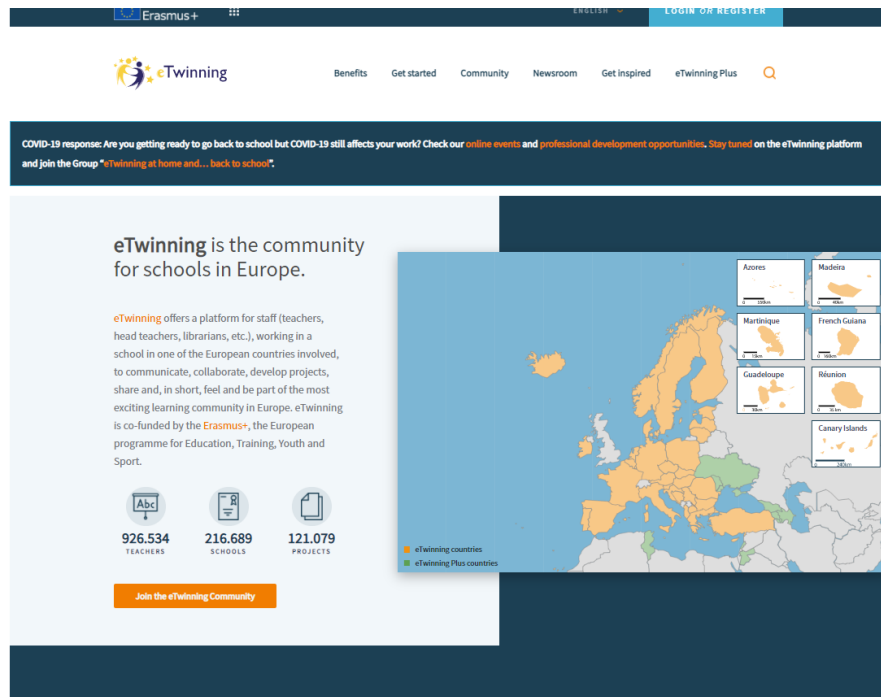 Erasmus+
ENGLISH
LOGIN OR REGISTER
eTwinning
Benefits Get started Community Newsroom Get inspired eTwinning Plus
COVID-19 response: Are you getting ready to go back to school but COVID-19 still affects your work? Check our online events and professional development opportunities. Stay tuned on the eTwinning platform
and join the Group “eTwinning at home and... back to school”.
eTwinning is the community
for schools in Europe.
eTwinning offers a platform for staff (teachers,
head teachers, librarians, etc.), working in a
school in one of the European countries involved,
to communicate, collaborate, develop projects,
share and, in short, feel and be part of the most
exciting learning community in Europe. eTwinning
is co-funded by the Erasmus+, the European
programme for Education, Training, Youth and
Sport.
Abc
926.534 216.689 121.079
TEACHERS SCHOOLS PROJECTS
Join the eTwinning Community
Azores
Madeira
Martinique
French Guiana
Guadeloupe
Réunion
Canary Islands
eTwinning countries
eTwinning Plus countries